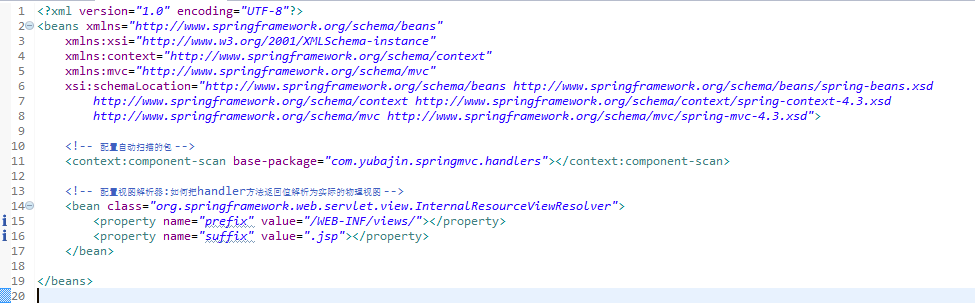 1 <?xml version="1.0" encoding="UTF-8"?>
2 <beans xmlns="http://www.springframework.org/schema/beans"
3 xmlns:xsi="http://www.w3.org/2001/XMLSchema-instance"
4 xmlns:context="http://www.springframework.org/schema/context"
5 xmlns:mvc="http://www.springframework.org/schema/mvc"
6 xsi:schemaLocation="http://www.springframework.org/schema/beans http://www.springframework.org/schema/beans/spring-beans.xsd
7 http://www.springframework.org/schema/context http://www.springframework.org/schema/context/spring-context-4.3.xsd
8 http://www.springframework.org/schema/mvc http://www.springframework.org/schema/mvc/spring-mvc-4.3.xsd">
9
10 <!-- 配置自动扫描的包 -->
11 <context:component-scan base-package="com.yubajin.springmvc.handlers"></context:component-scan>
12
13 <!-- 配置视图解析器:如何把handler方法返回值解析为实际的物理视图 -->
14 <bean class="org.springframework.web.servlet.view.InternalResourceViewResolver">
15 <property name="prefix" value="/WEB-INF/views/"></property>
16 <property name="suffix" value=".jsp"></property>
17 </bean>
18
19 </beans>
20